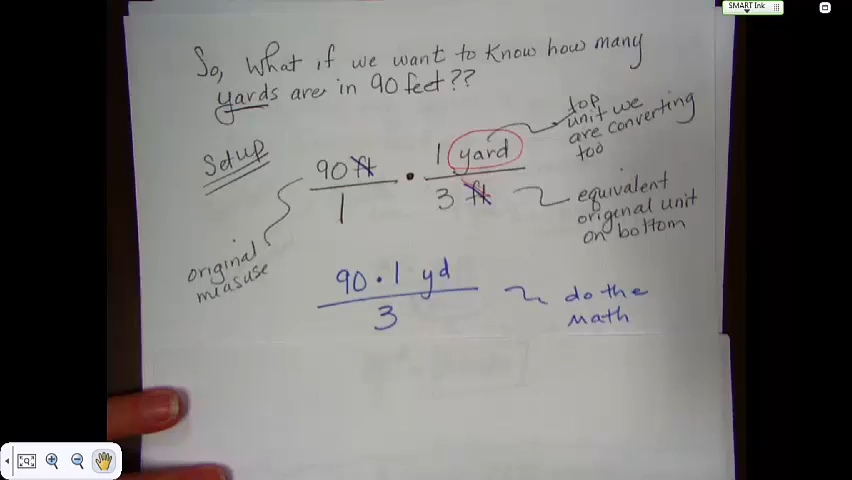 SMART Ink
So, What if we want to know how many
yards are in 90 feet??
Setup
90 ft
1
•
1 yard
3 ft
top
unit we
are converting
too
equivalent
original unit
on bottom
original
measuse
90 • 1 yd
3
do the
math